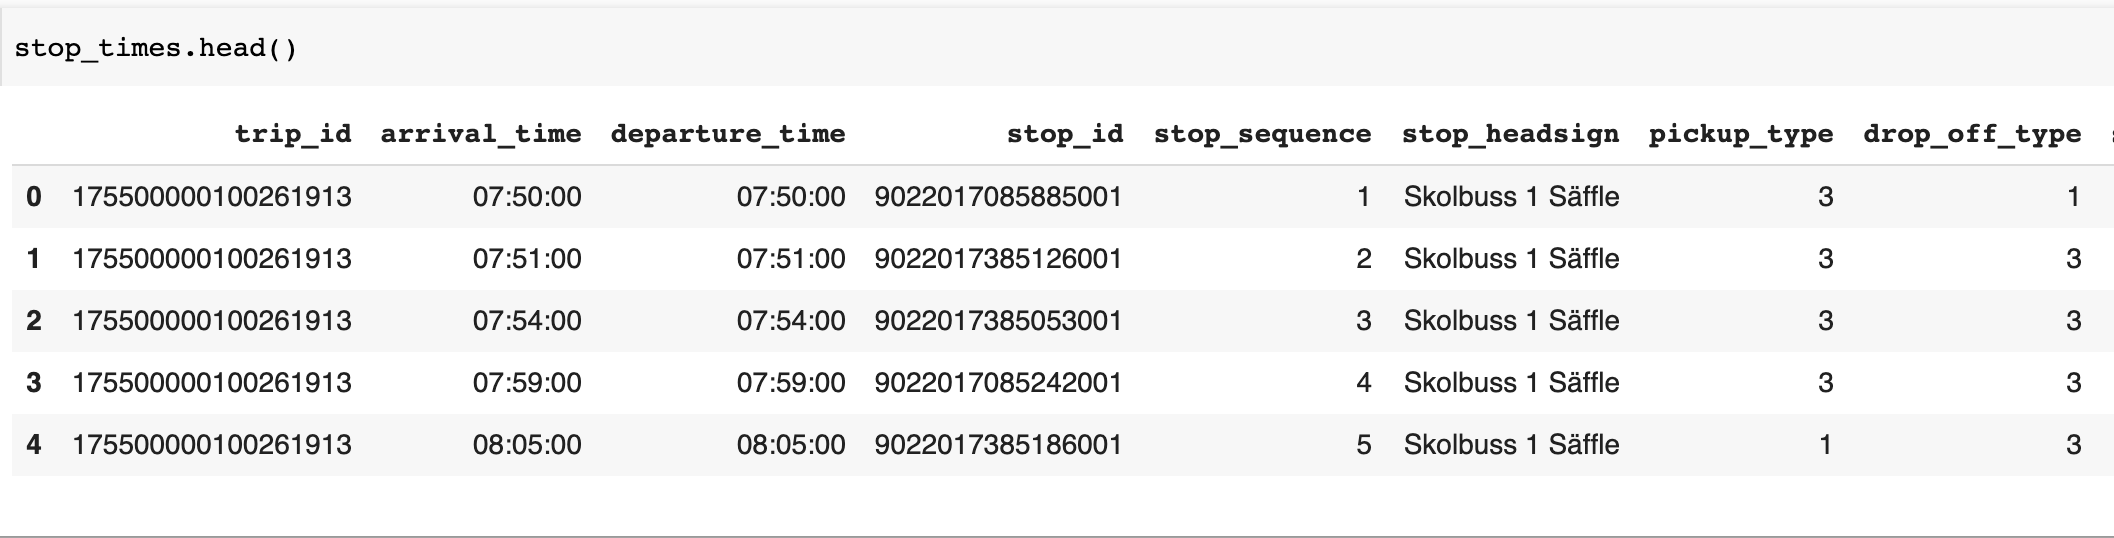 stop_times.head()
trip_id arrival_time departure_time stop_id stop_sequence stop_headsign pickup_type drop_off_type
0 175500000100261913 07:50:00 07:50:00 9022017085885001 1 Skolbuss 1 Säffle 3 1
1 175500000100261913 07:51:00 07:51:00 9022017385126001 2 Skolbuss 1 Säffle 3 3
2 175500000100261913 07:54:00 07:54:00 9022017385053001 3 Skolbuss 1 Säffle 3 3
3 175500000100261913 07:59:00 07:59:00 9022017085242001 4 Skolbuss 1 Säffle 3 3
4 175500000100261913 08:05:00 08:05:00 9022017385186001 5 Skolbuss 1 Säffle 1 3